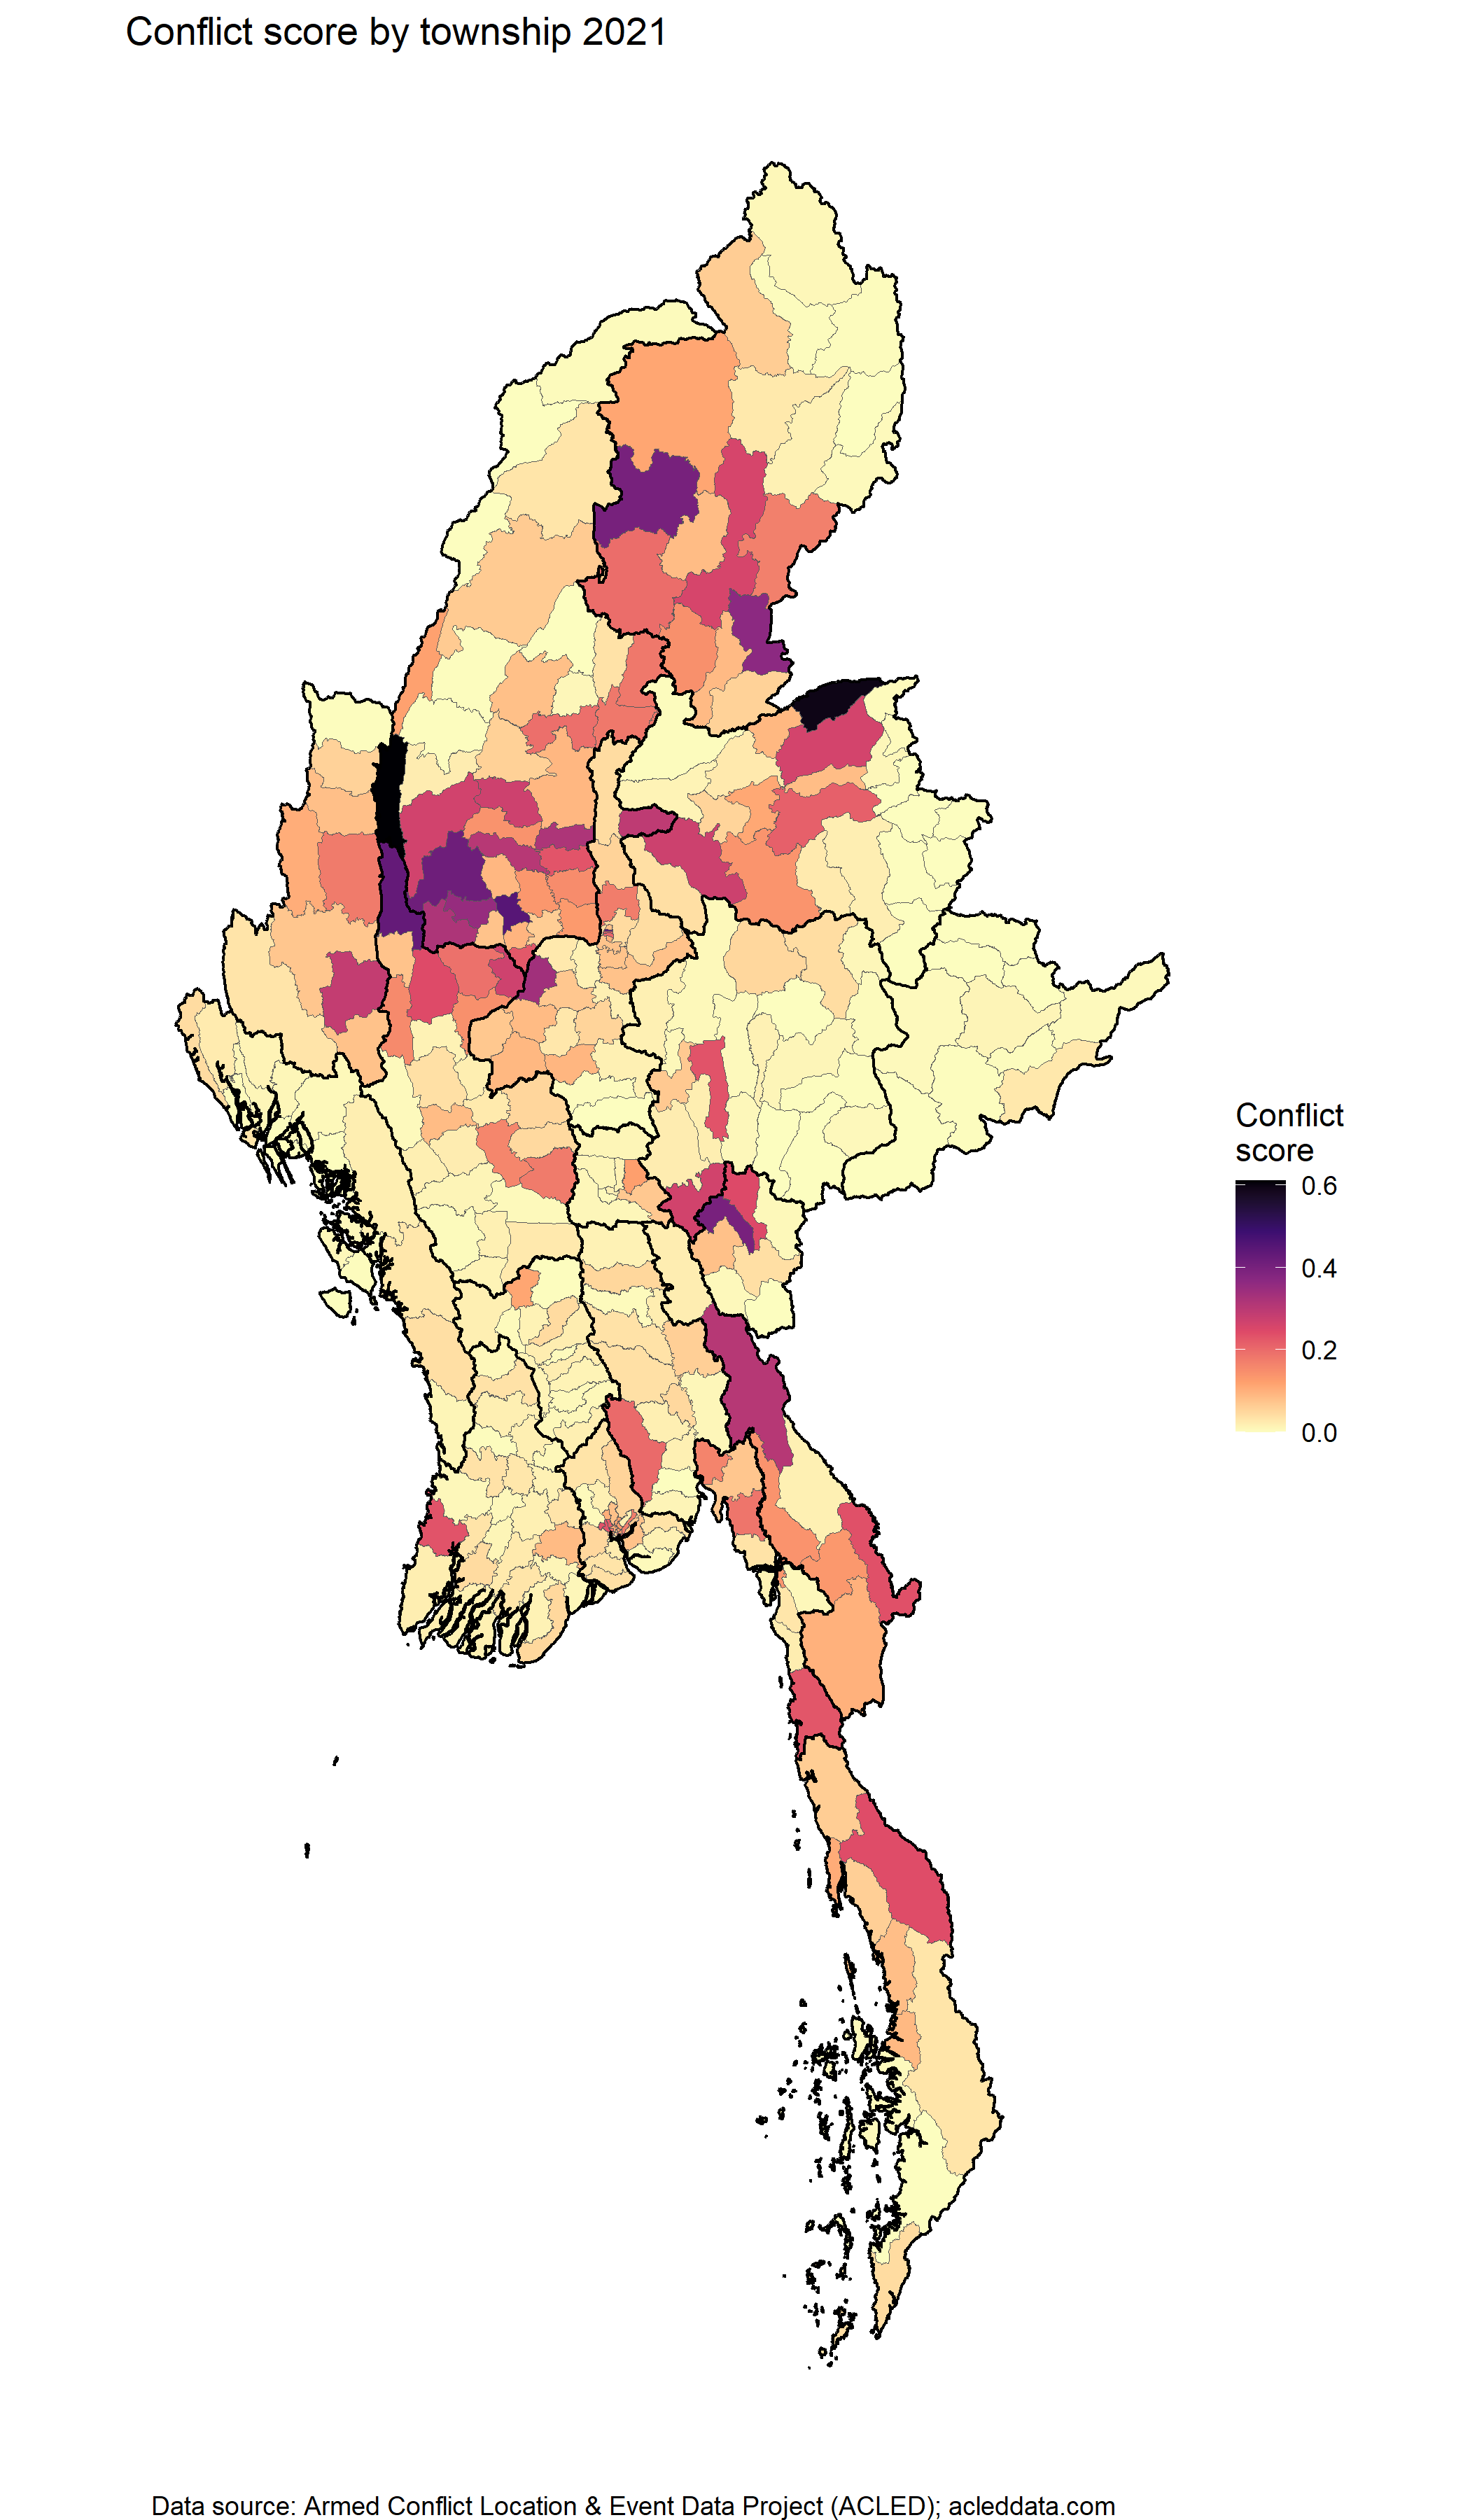 Conflict score by township 2021
Conflict
score
0.6
0.4
0.2
0.0
Data source: Armed Conflict Location & Event Data Project (ACLED); acleddata.com